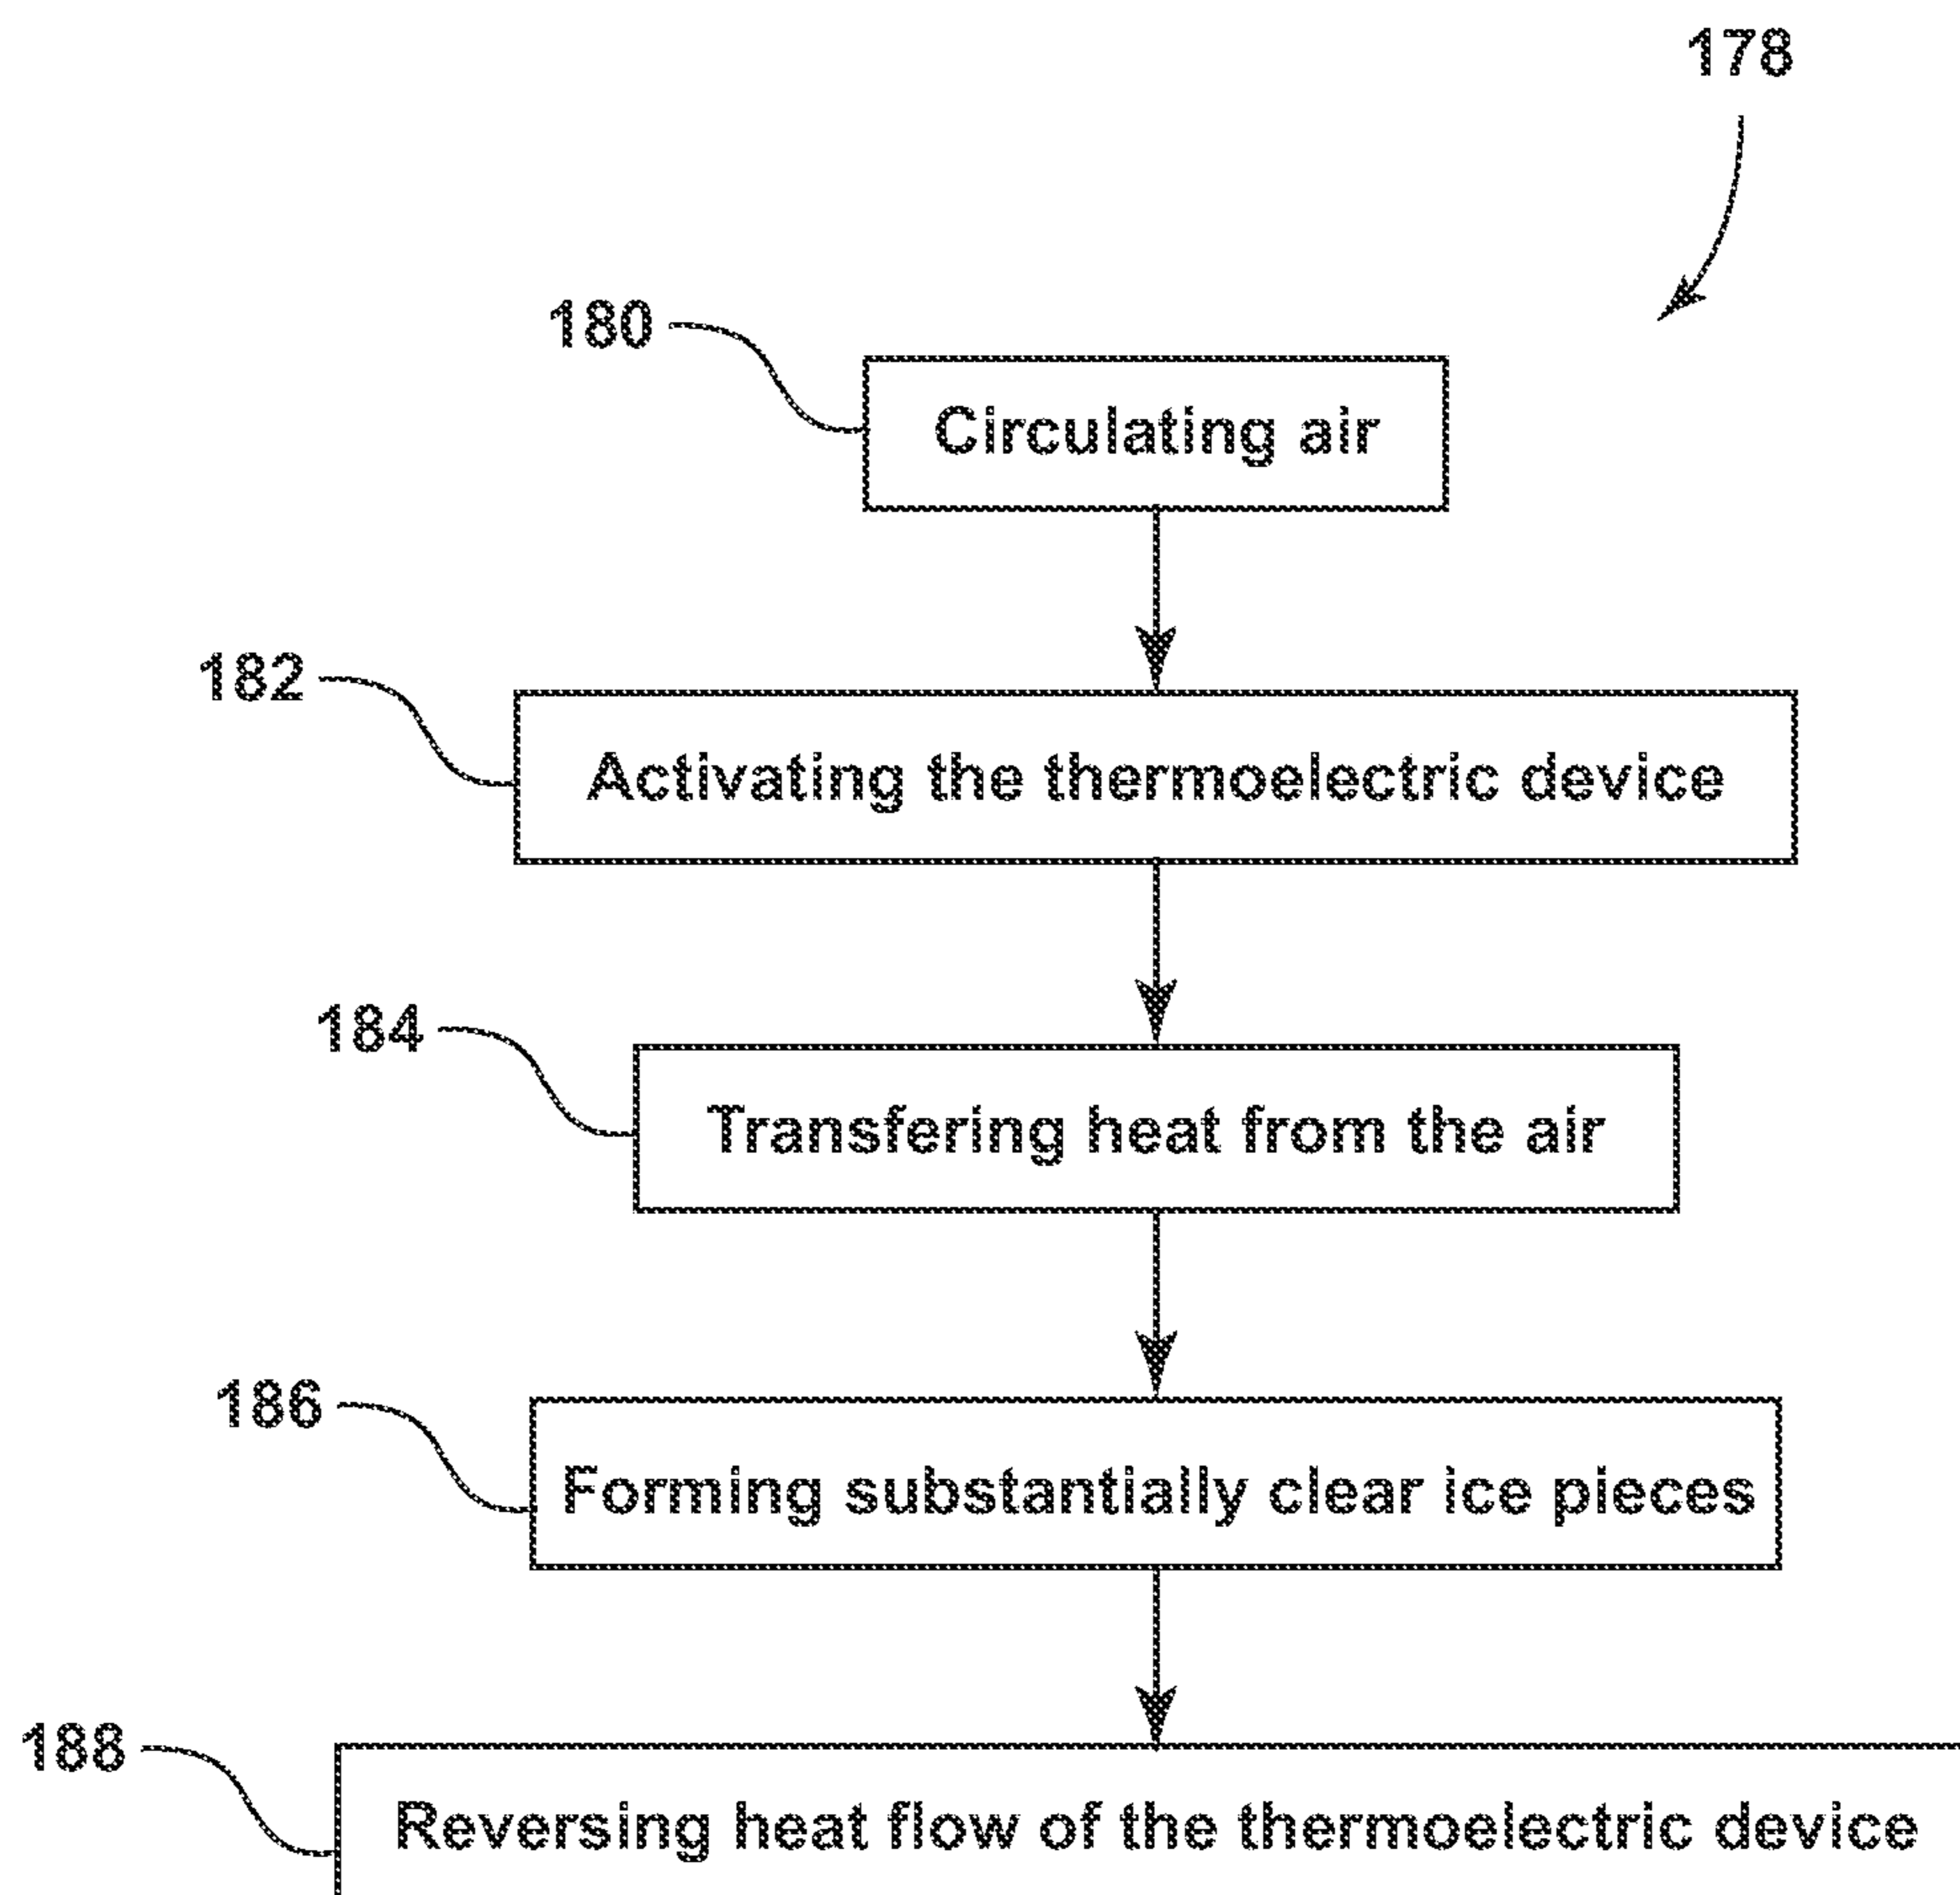 178
180
Circulating air
182
Activating the thermoelectric device
184
Transfering heat from the air
186
Forming substantially clear ice pieces
188
Reversing heat flow of the thermoelectric device